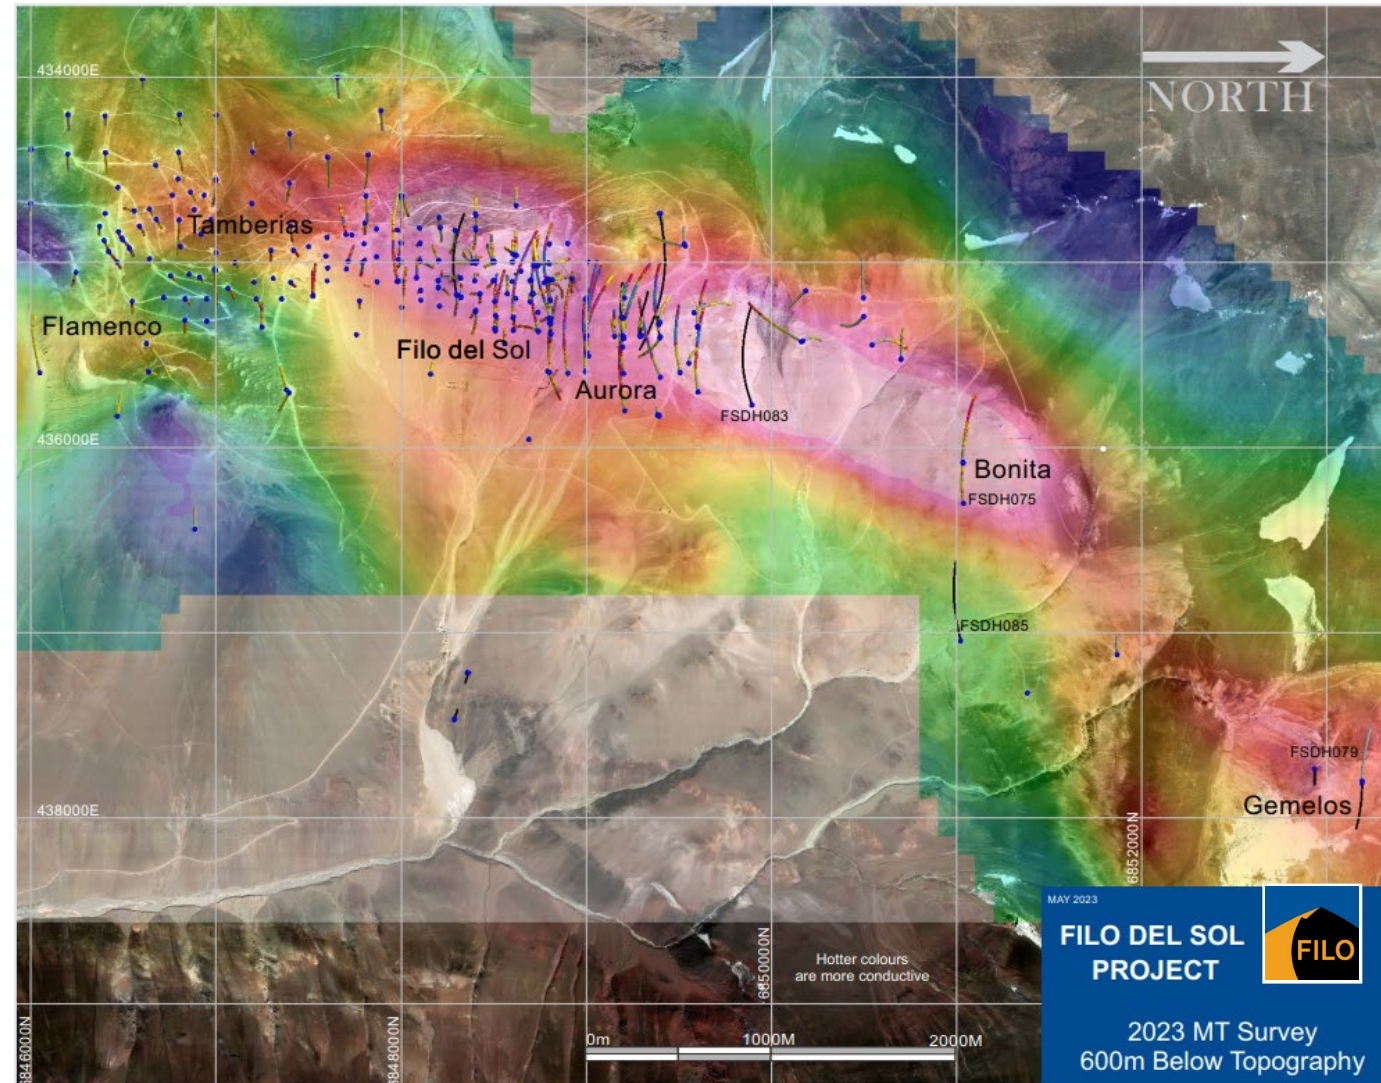 434000E
NORTH
Tamberias
Flamenco
Filo del Sol
Aurora
FSDH083
436000E
Bonita
FSDH075
FSDH085
FSDH079
Gemelos
438000E
6852000N
MAY 2023
FILO DEL SOL
PROJECT
FILO
Hotter colours
are more conductive
6850000N
6846000N
6848000N
0m
1000M
2000M
2023 MT Survey
600m Below Topography